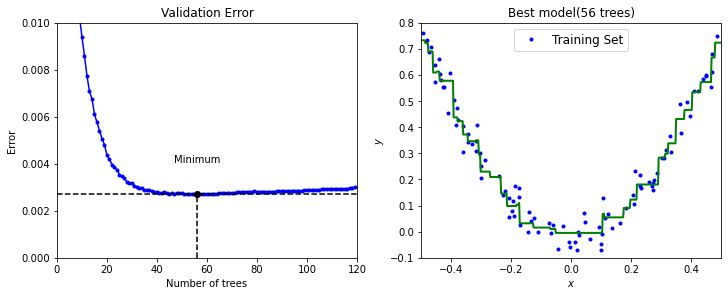 Validation Error
0.010
0.008
0.006
0.004
0.002
0.000
Error
Minimum
0 20 40 60 80 100 120
Number of trees
Best model(56 trees)
Training Set
0.8
0.7
0.6
0.5
0.4
0.3
0.2
0.1
0.0
−0.1
y
−0.4 −0.2 0.0 0.2 0.4
x